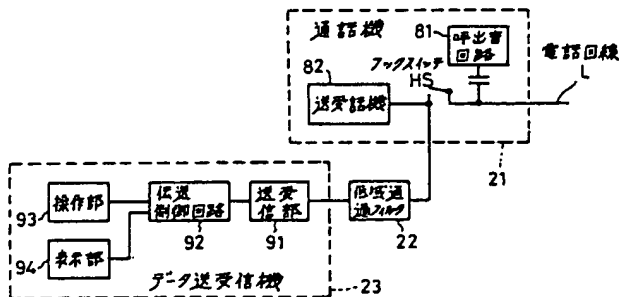 通話機
81
呼出音
回路
電話回線
L
82
フックスイッチ
HS
送受話機
21
93
操作部
伝送
制御回路
送受
信部
低域通
過フィルタ
92
91
22
94
表示部
データ送受信機
23